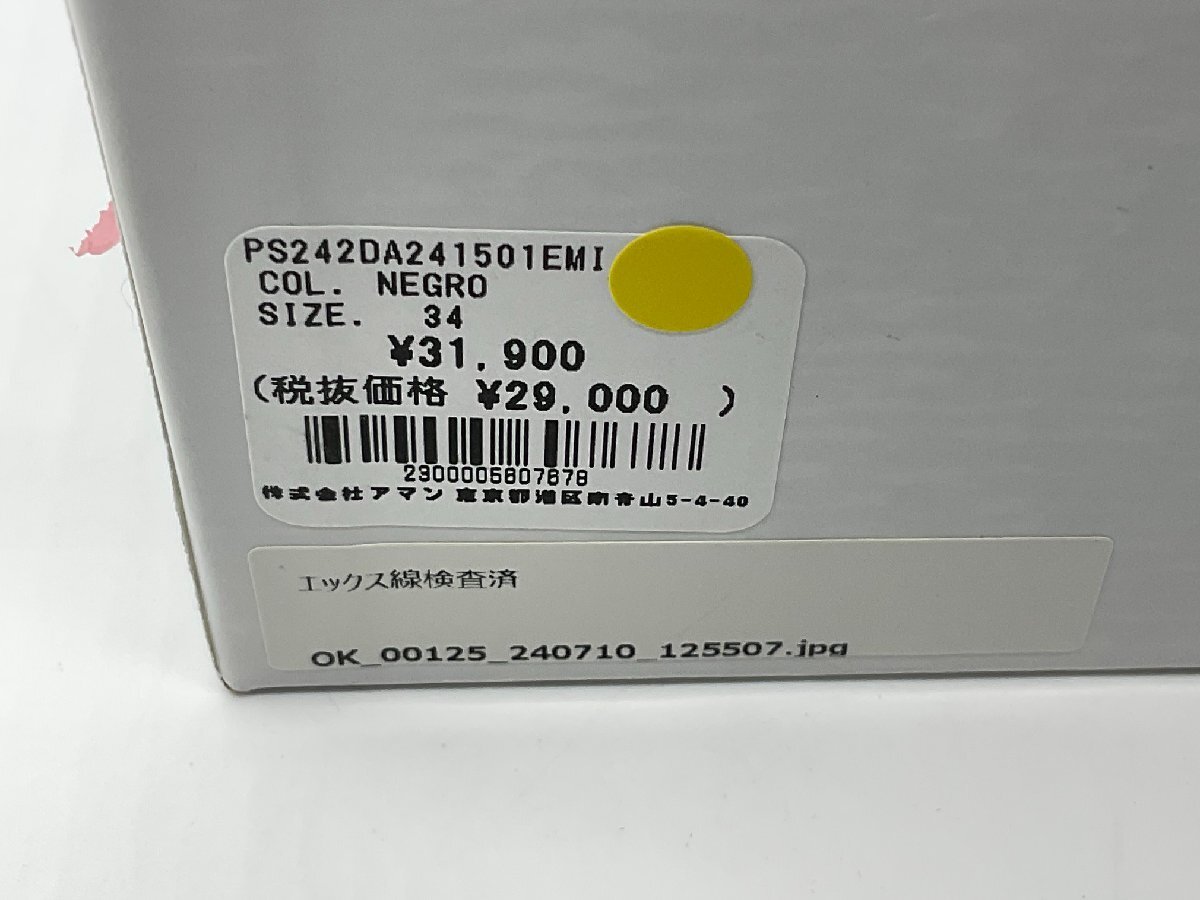 PS242DA241501EMI
COL. NEGRO
SIZE. 34
¥31,900
(税抜価格 ¥29,000 )
2300005807878
株式会社アマン 東京都港区南青山5-4-40
エックス線検査済
OK_00125_240710_125507.jpg